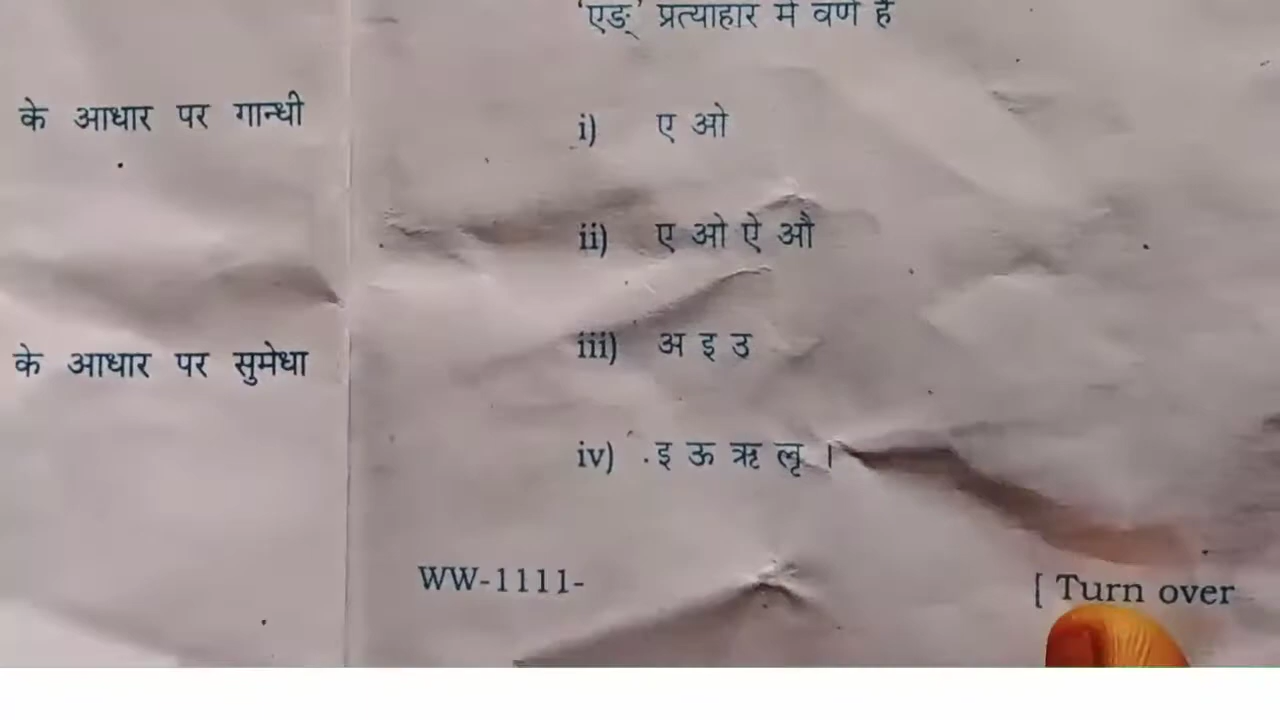 के आधार पर गान्धी
के आधार पर सुमेधा
'एङ्' प्रत्याहार में वर्ण हैं
i) ए ओ
ii) ए ओ ऐ औ
iii) अ इ उ
iv) इ ऊ ऋ लृ ।
WW-1111-
[ Turn over